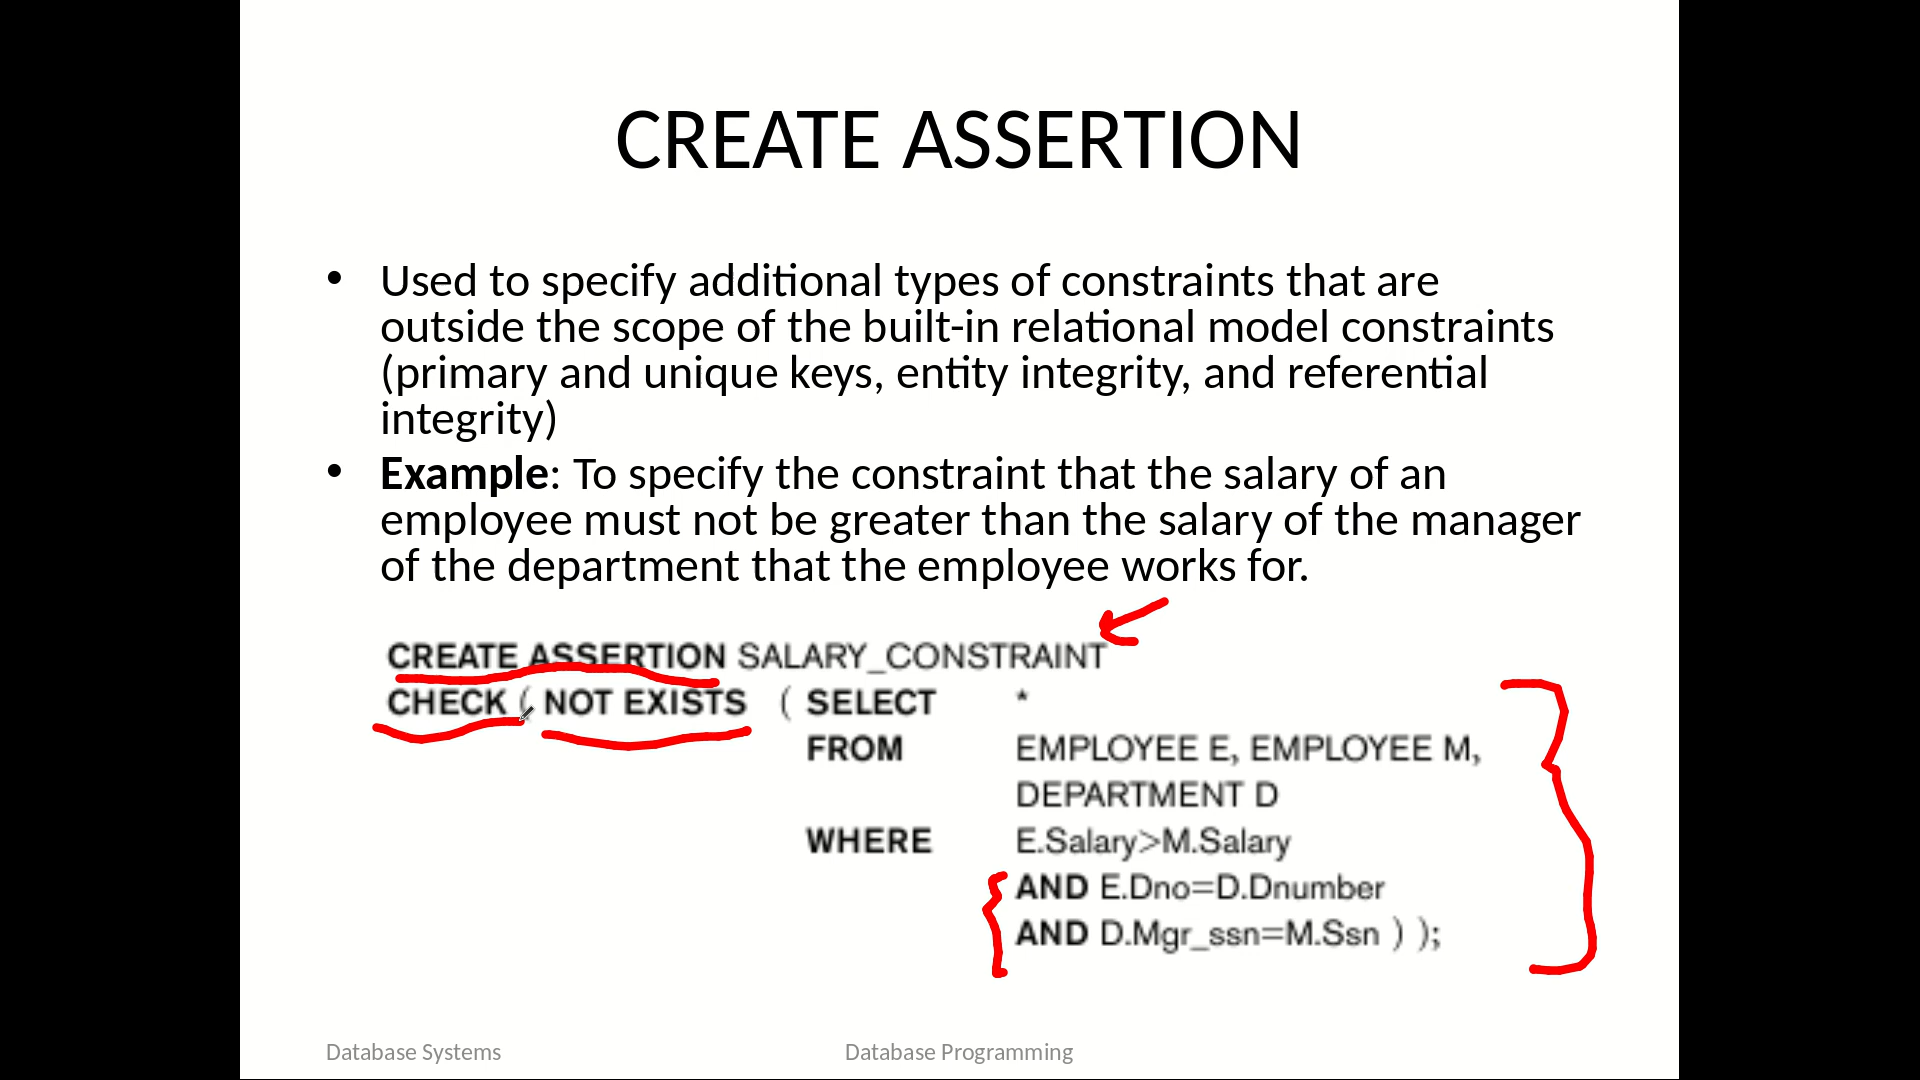 CREATE ASSERTION
• Used to specify additional types of constraints that are
outside the scope of the built-in relational model constraints
(primary and unique keys, entity integrity, and referential
integrity)
• Example: To specify the constraint that the salary of an
employee must not be greater than the salary of the manager
of the department that the employee works for.
CREATE ASSERTION SALARY_CONSTRAINT
CHECK ( NOT EXISTS ( SELECT *
FROM EMPLOYEE E, EMPLOYEE M,
DEPARTMENT D
WHERE E.Salary>M.Salary
AND E.Dno=D.Dnumber
AND D.Mgr_ssn=M.Ssn ) );
Database Systems Database Programming